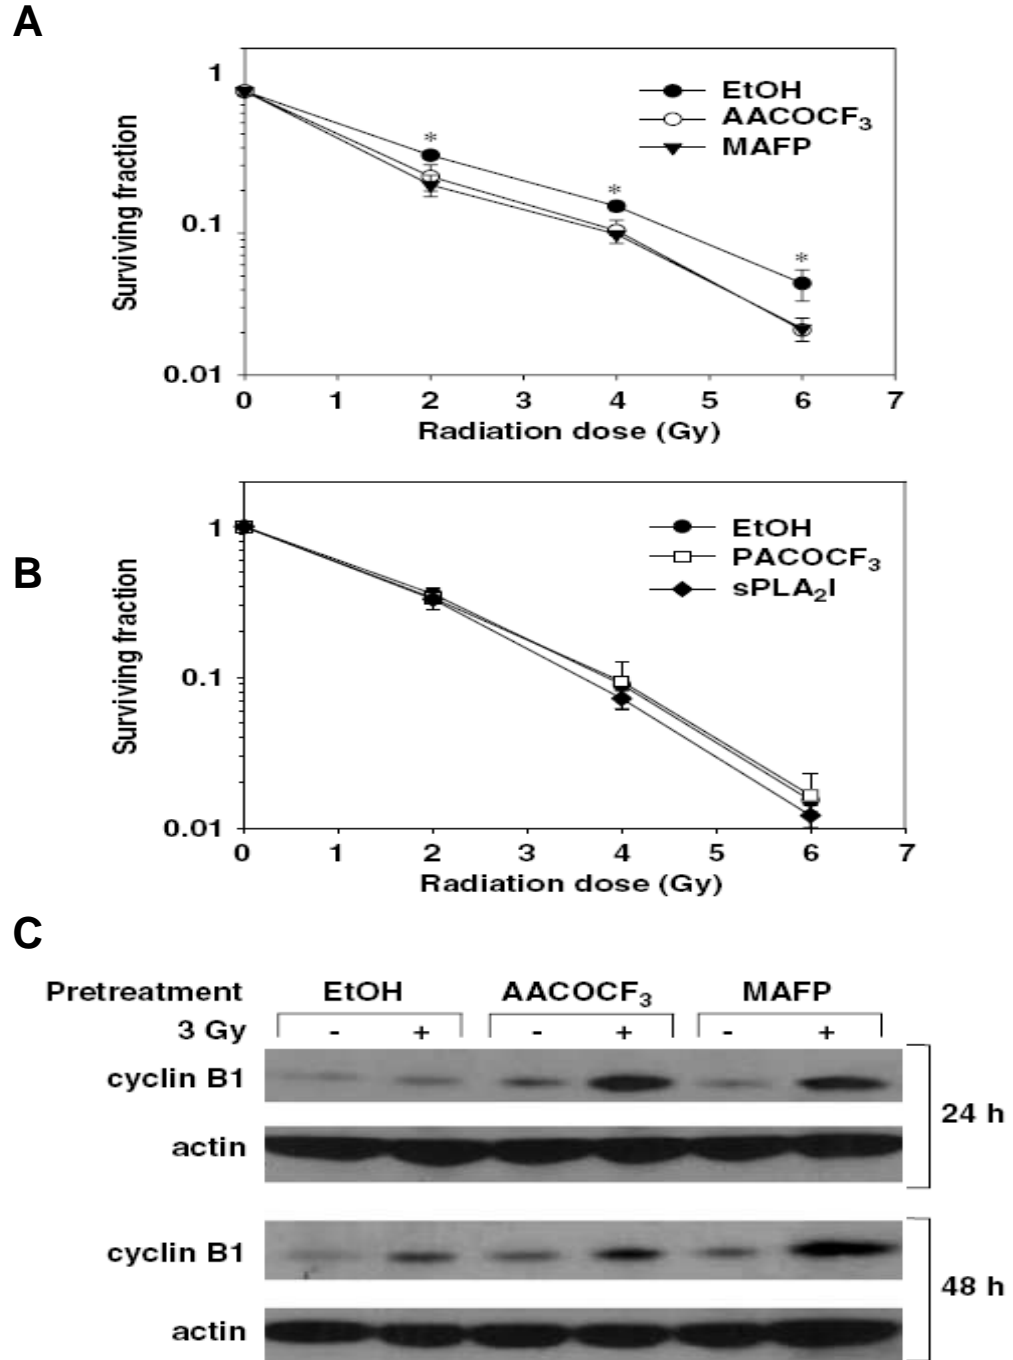 A
1
0.1
0.01
Surviving fraction
EtOH
AACOCF₃
MAFP
*
*
*
0 1 2 3 4 5 6 7
Radiation dose (Gy)
B
1
0.1
0.01
Surviving fraction
EtOH
PACOCF₃
sPLA₂I
0 1 2 3 4 5 6 7
Radiation dose (Gy)
C
Pretreatment EtOH AACOCF₃ MAFP
3 Gy - + - + - +
cyclin B1
actin
24 h
cyclin B1
actin
48 h